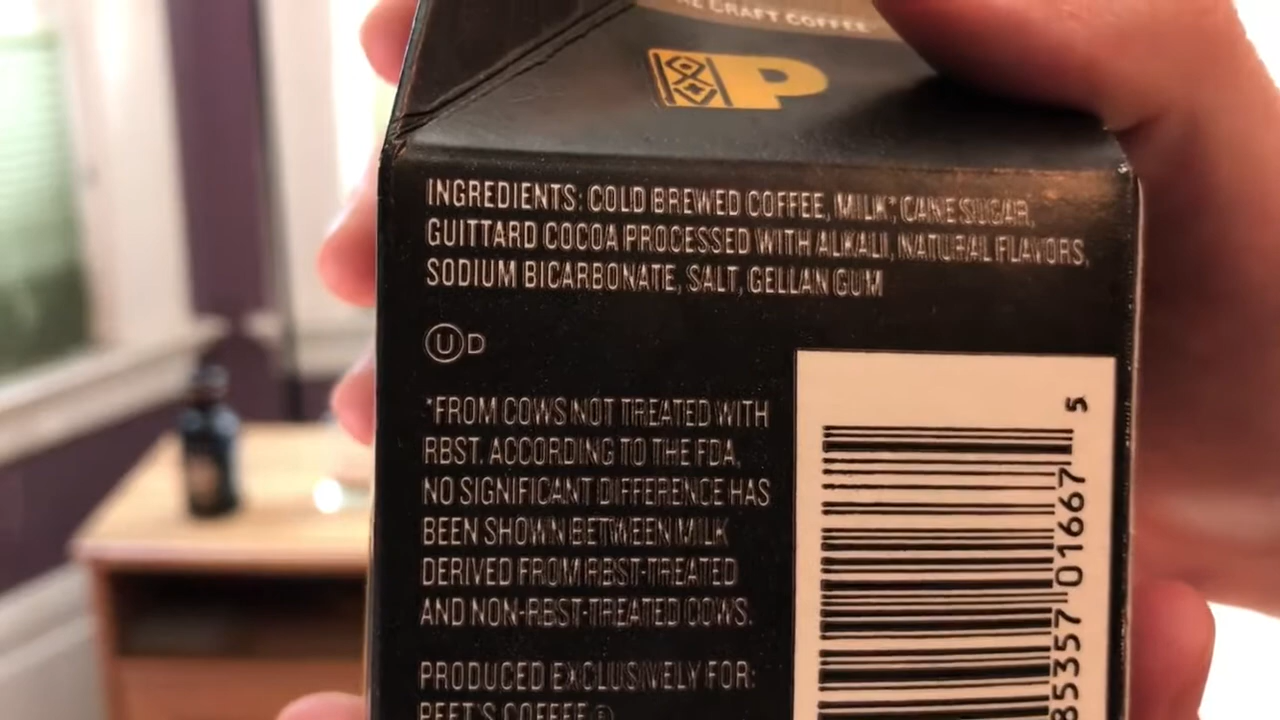 CRAFT COFFEE
P
INGREDIENTS: COLD BREWED COFFEE, MILK*, CANE SUGAR,
GUITTARD COCOA PROCESSED WITH ALKALI, NATURAL FLAVORS,
SODIUM BICARBONATE, SALT, GELLAN GUM
U D
*FROM COWS NOT TREATED WITH
RBST. ACCORDING TO THE FDA,
NO SIGNIFICANT DIFFERENCE HAS
BEEN SHOWN BETWEEN MILK
DERIVED FROM RBST-TREATED
AND NON-RBST-TREATED COWS.
PRODUCED EXCLUSIVELY FOR:
PEET'S COFFEE®
85357 01667 5